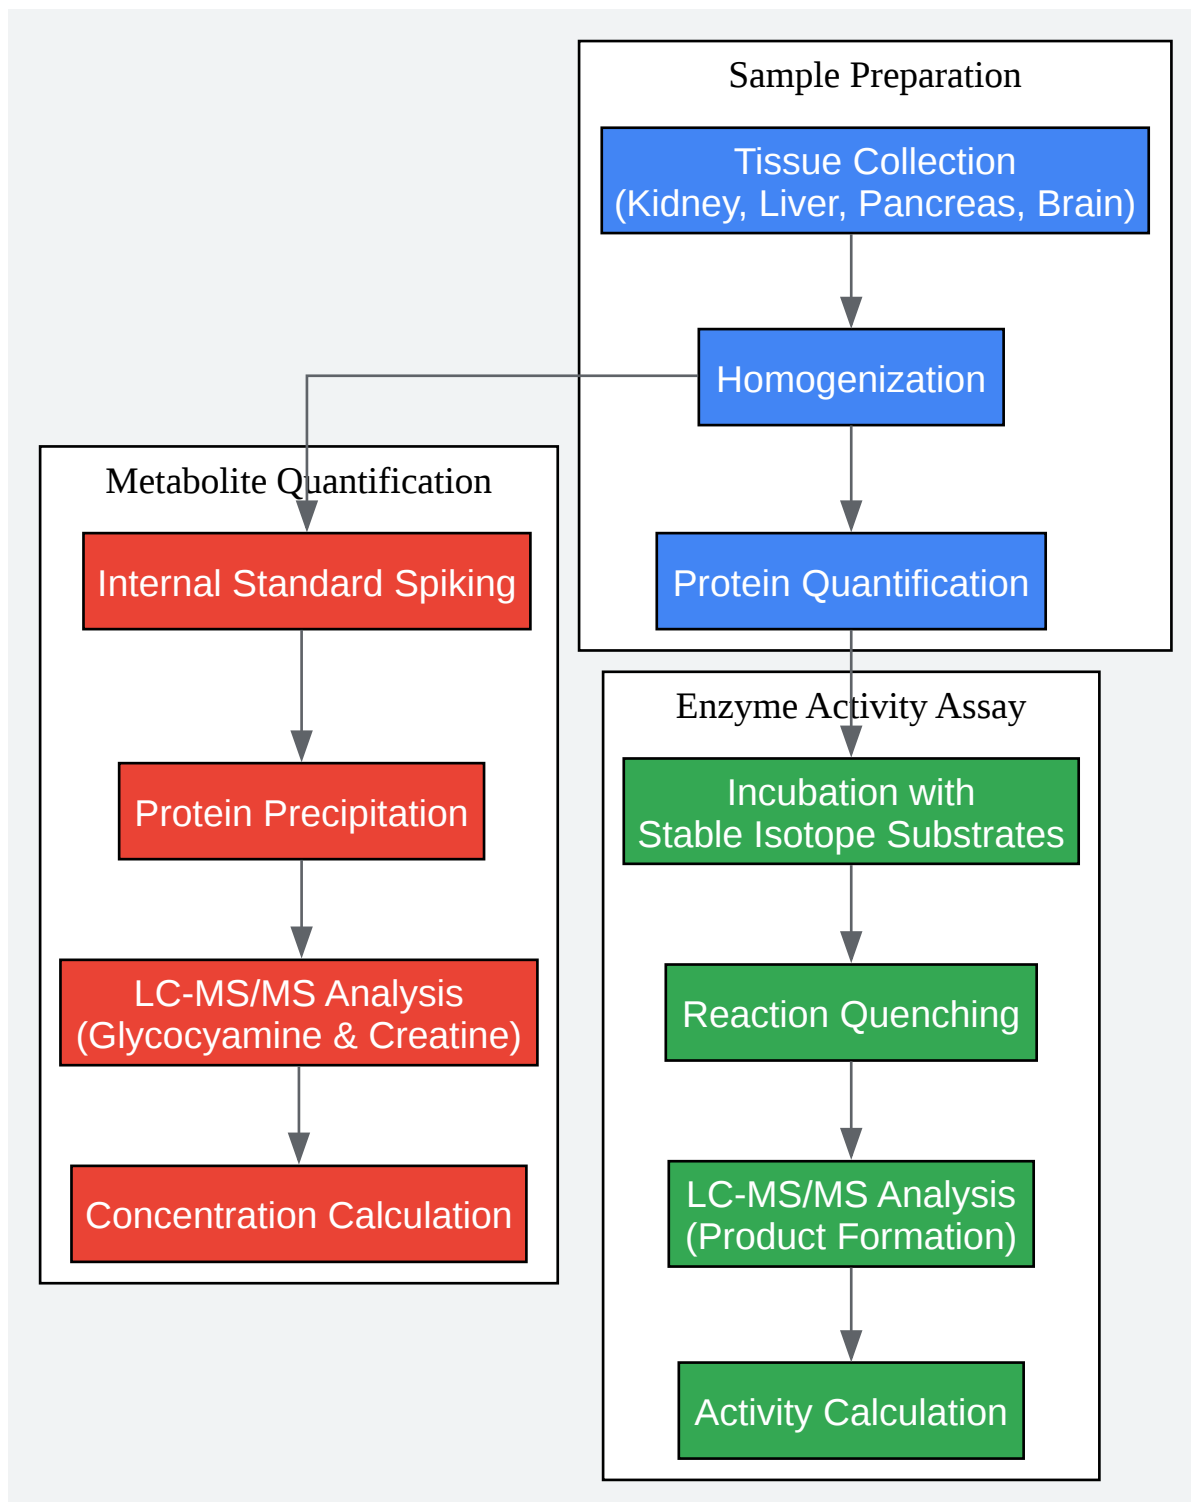 Sample Preparation
Tissue Collection
(Kidney, Liver, Pancreas, Brain)
Homogenization
Protein Quantification
Metabolite Quantification
Internal Standard Spiking
Protein Precipitation
LC-MS/MS Analysis
(Glycocyamine & Creatine)
Concentration Calculation
Enzyme Activity Assay
Incubation with
Stable Isotope Substrates
Reaction Quenching
LC-MS/MS Analysis
(Product Formation)
Activity Calculation